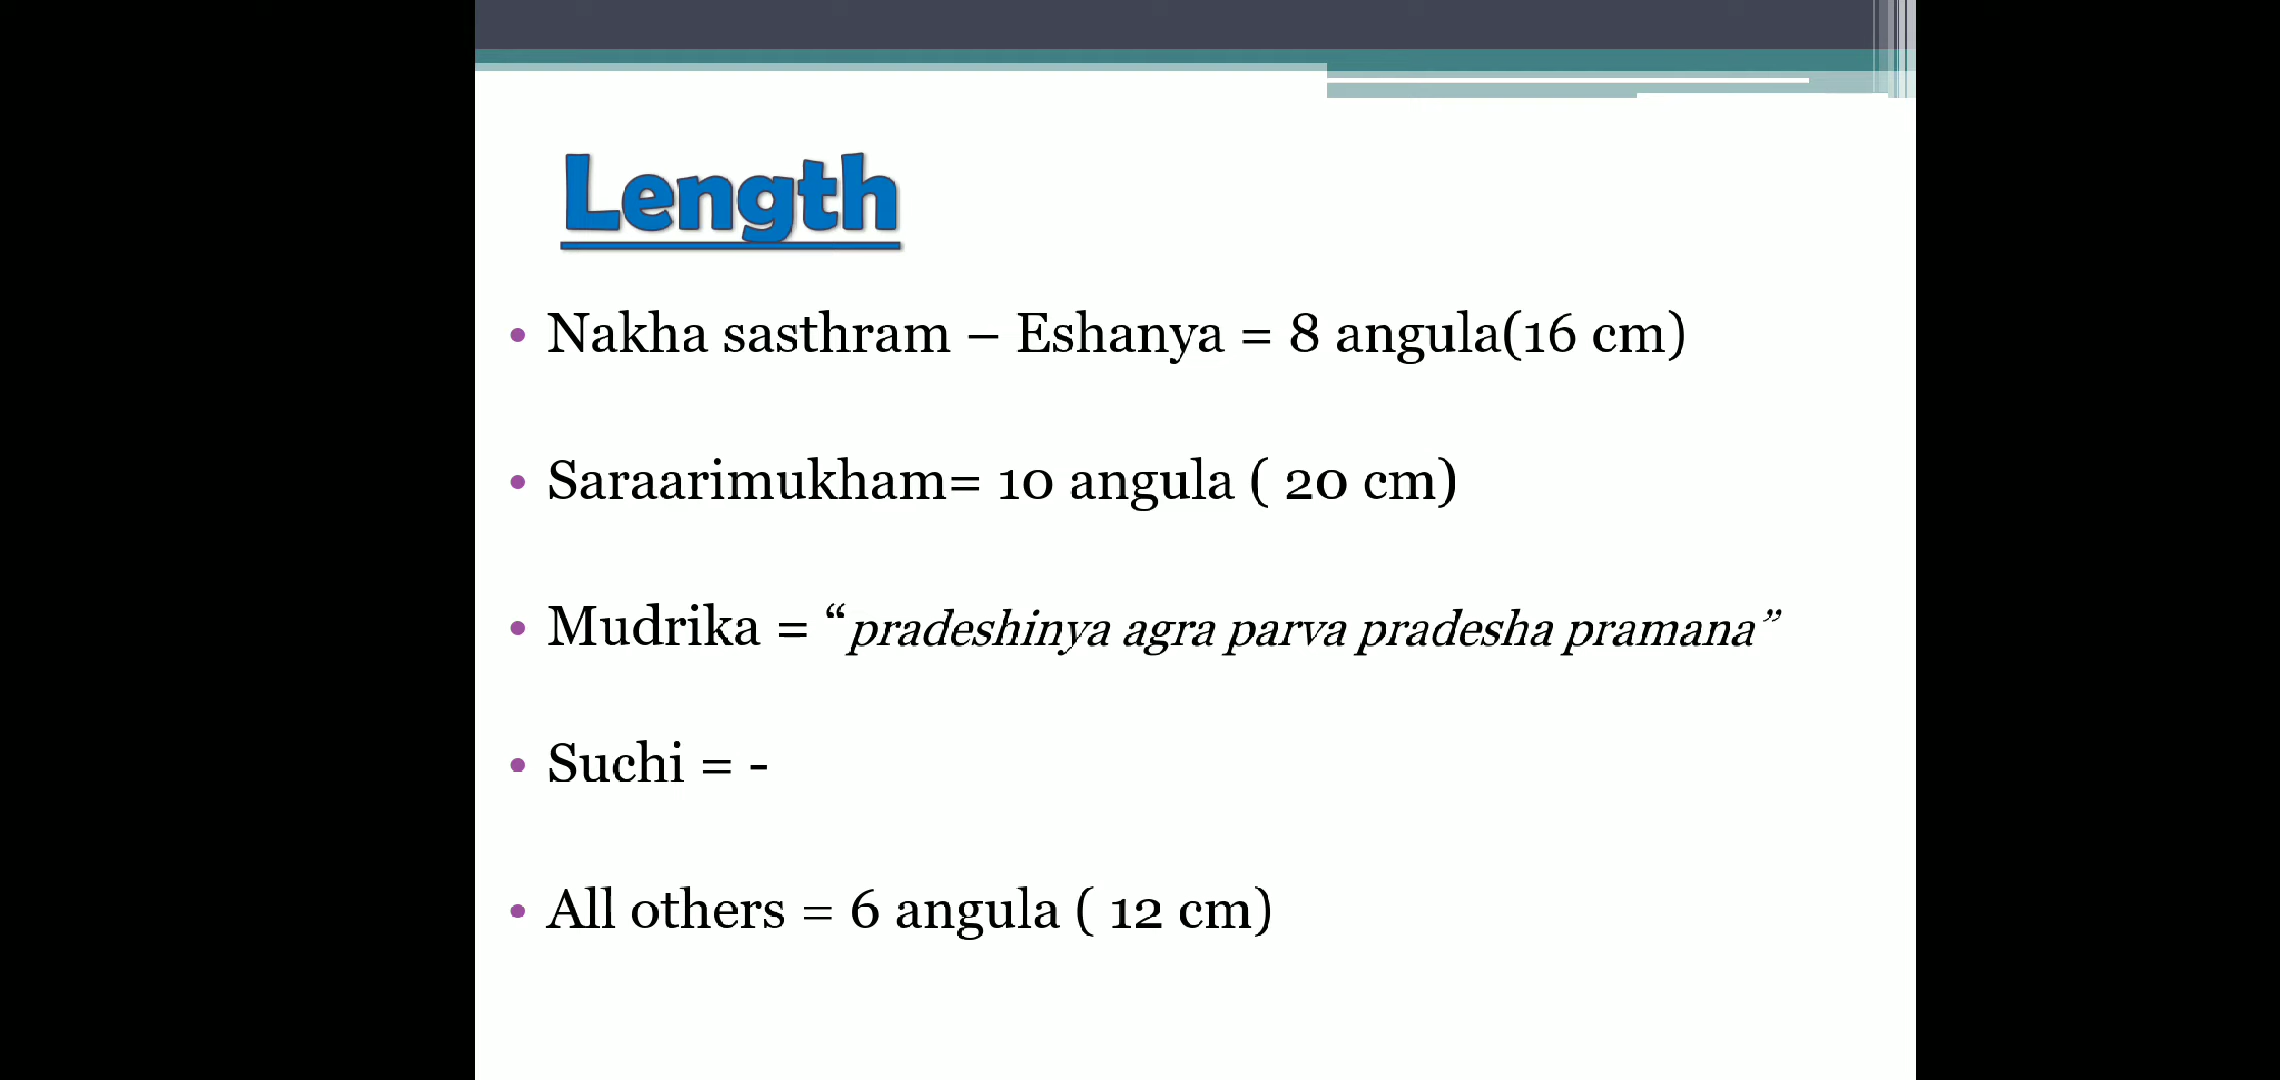 Length
• Nakha sasthram – Eshanya = 8 angula(16 cm)
• Saraarimukham= 10 angula ( 20 cm)
• Mudrika = “pradeshinya agra parva pradesha pramana”
• Suchi = -
• All others = 6 angula ( 12 cm)